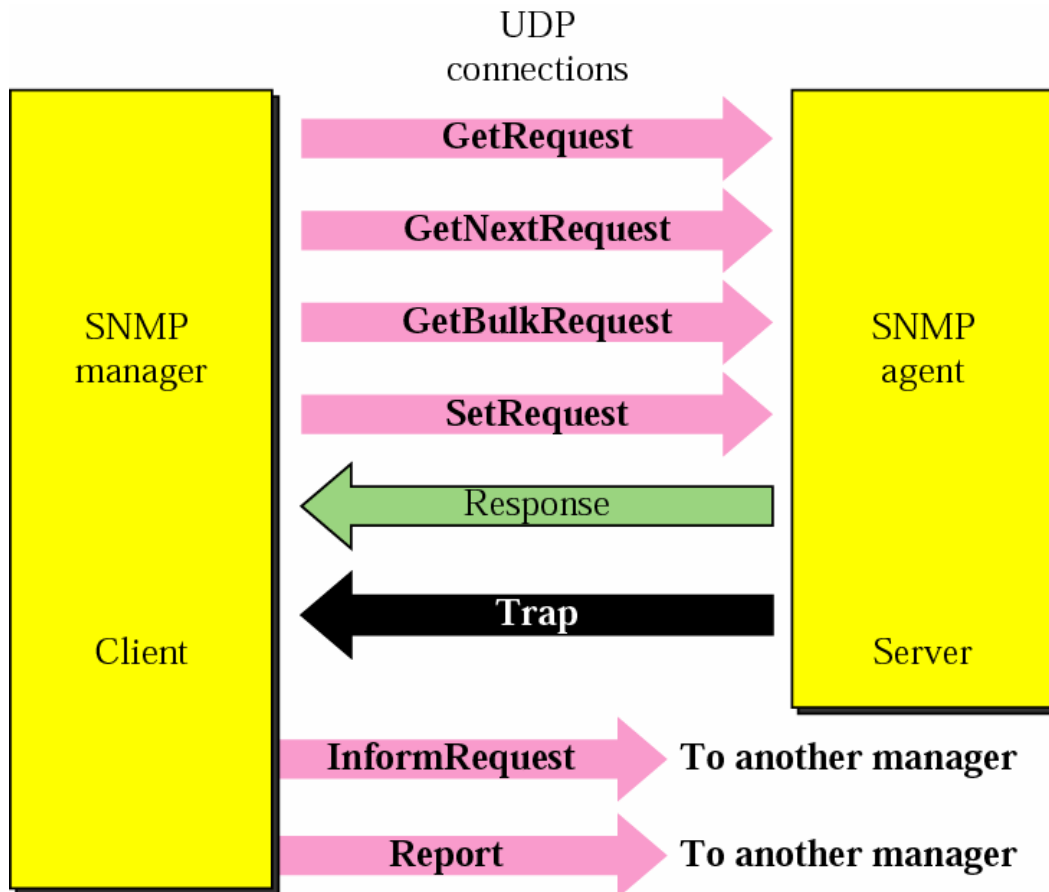 UDP
connections
GetRequest
GetNextRequest
GetBulkRequest
SNMP
manager
SNMP
agent
SetRequest
Response
Trap
Client
Server
InformRequest
To another manager
Report
To another manager